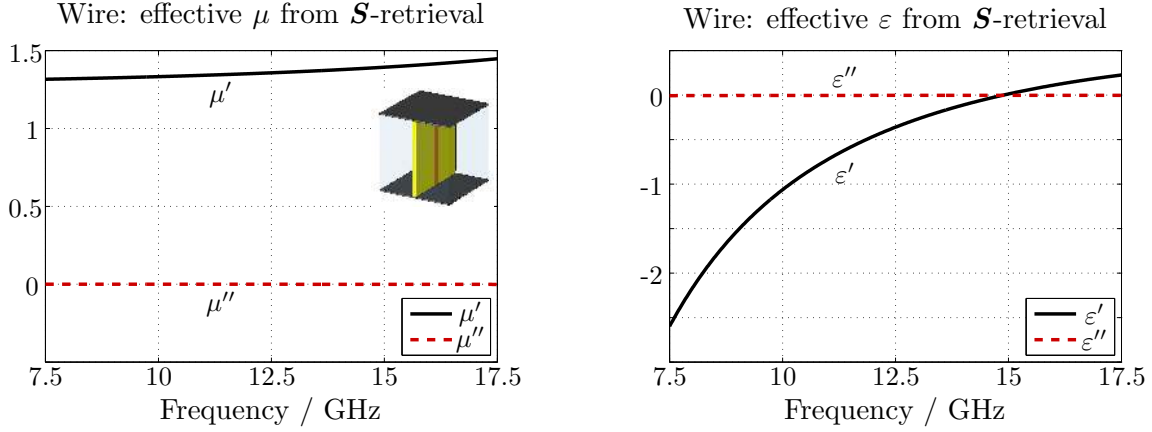 Wire: effective μ from S-retrieval
1.5
1
0.5
0
μ′
μ′′
μ′
μ′′
7.5 10 12.5 15 17.5
Frequency / GHz
Wire: effective ε from S-retrieval
0
-1
-2
ε′′
ε′
ε′
ε′′
7.5 10 12.5 15 17.5
Frequency / GHz